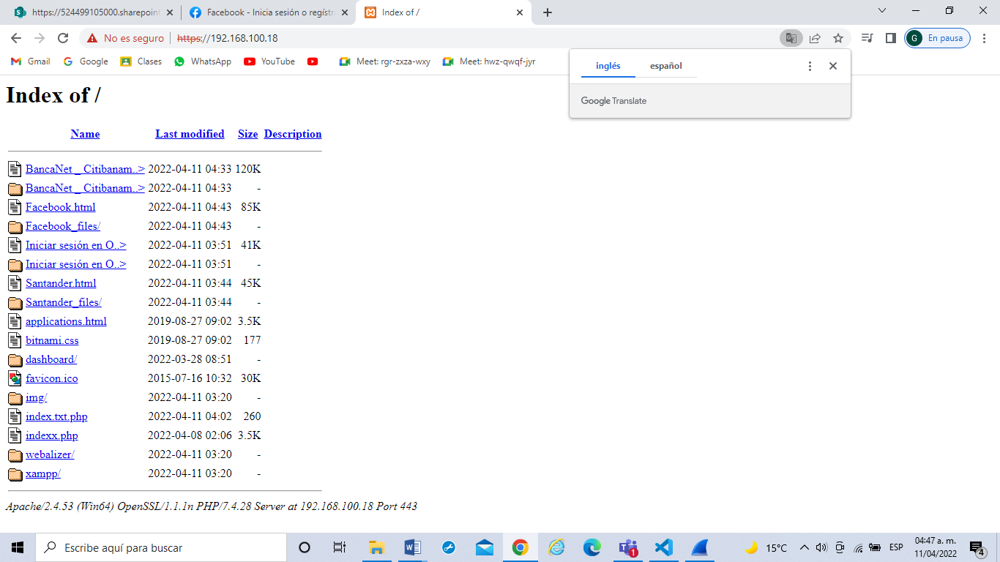 https://524499105000.sharepoin
Facebook - Inicia sesión o regístr
Index of /
No es seguro
https://192.168.100.18
G
En pausa
Gmail
Google
Clases
WhatsApp
YouTube
Meet: rgr-zxza-wxy
Meet: hwz-qwqf-jyr
inglés
español
Google Translate
Index of /
Name Last modified Size Description
BancaNet _ Citibanam..> 2022-04-11 04:33 120K
BancaNet _ Citibanam..> 2022-04-11 04:33 -
Facebook.html 2022-04-11 04:43 85K
Facebook_files/ 2022-04-11 04:43 -
Iniciar sesión en O..> 2022-04-11 03:51 41K
Iniciar sesión en O..> 2022-04-11 03:51 -
Santander.html 2022-04-11 03:44 45K
Santander_files/ 2022-04-11 03:44 -
applications.html 2019-08-27 09:02 3.5K
bitnami.css 2019-08-27 09:02 177
dashboard/ 2022-03-28 08:51 -
favicon.ico 2015-07-16 10:32 30K
img/ 2022-04-11 03:20 -
index.txt.php 2022-04-11 04:02 260
indexx.php 2022-04-08 02:06 3.5K
webalizer/ 2022-04-11 03:20 -
xampp/ 2022-04-11 03:20 -
Apache/2.4.53 (Win64) OpenSSL/1.1.1n PHP/7.4.28 Server at 192.168.100.18 Port 443
Escribe aquí para buscar
1
15°C
ESP
04:47 a. m.
11/04/2022
4